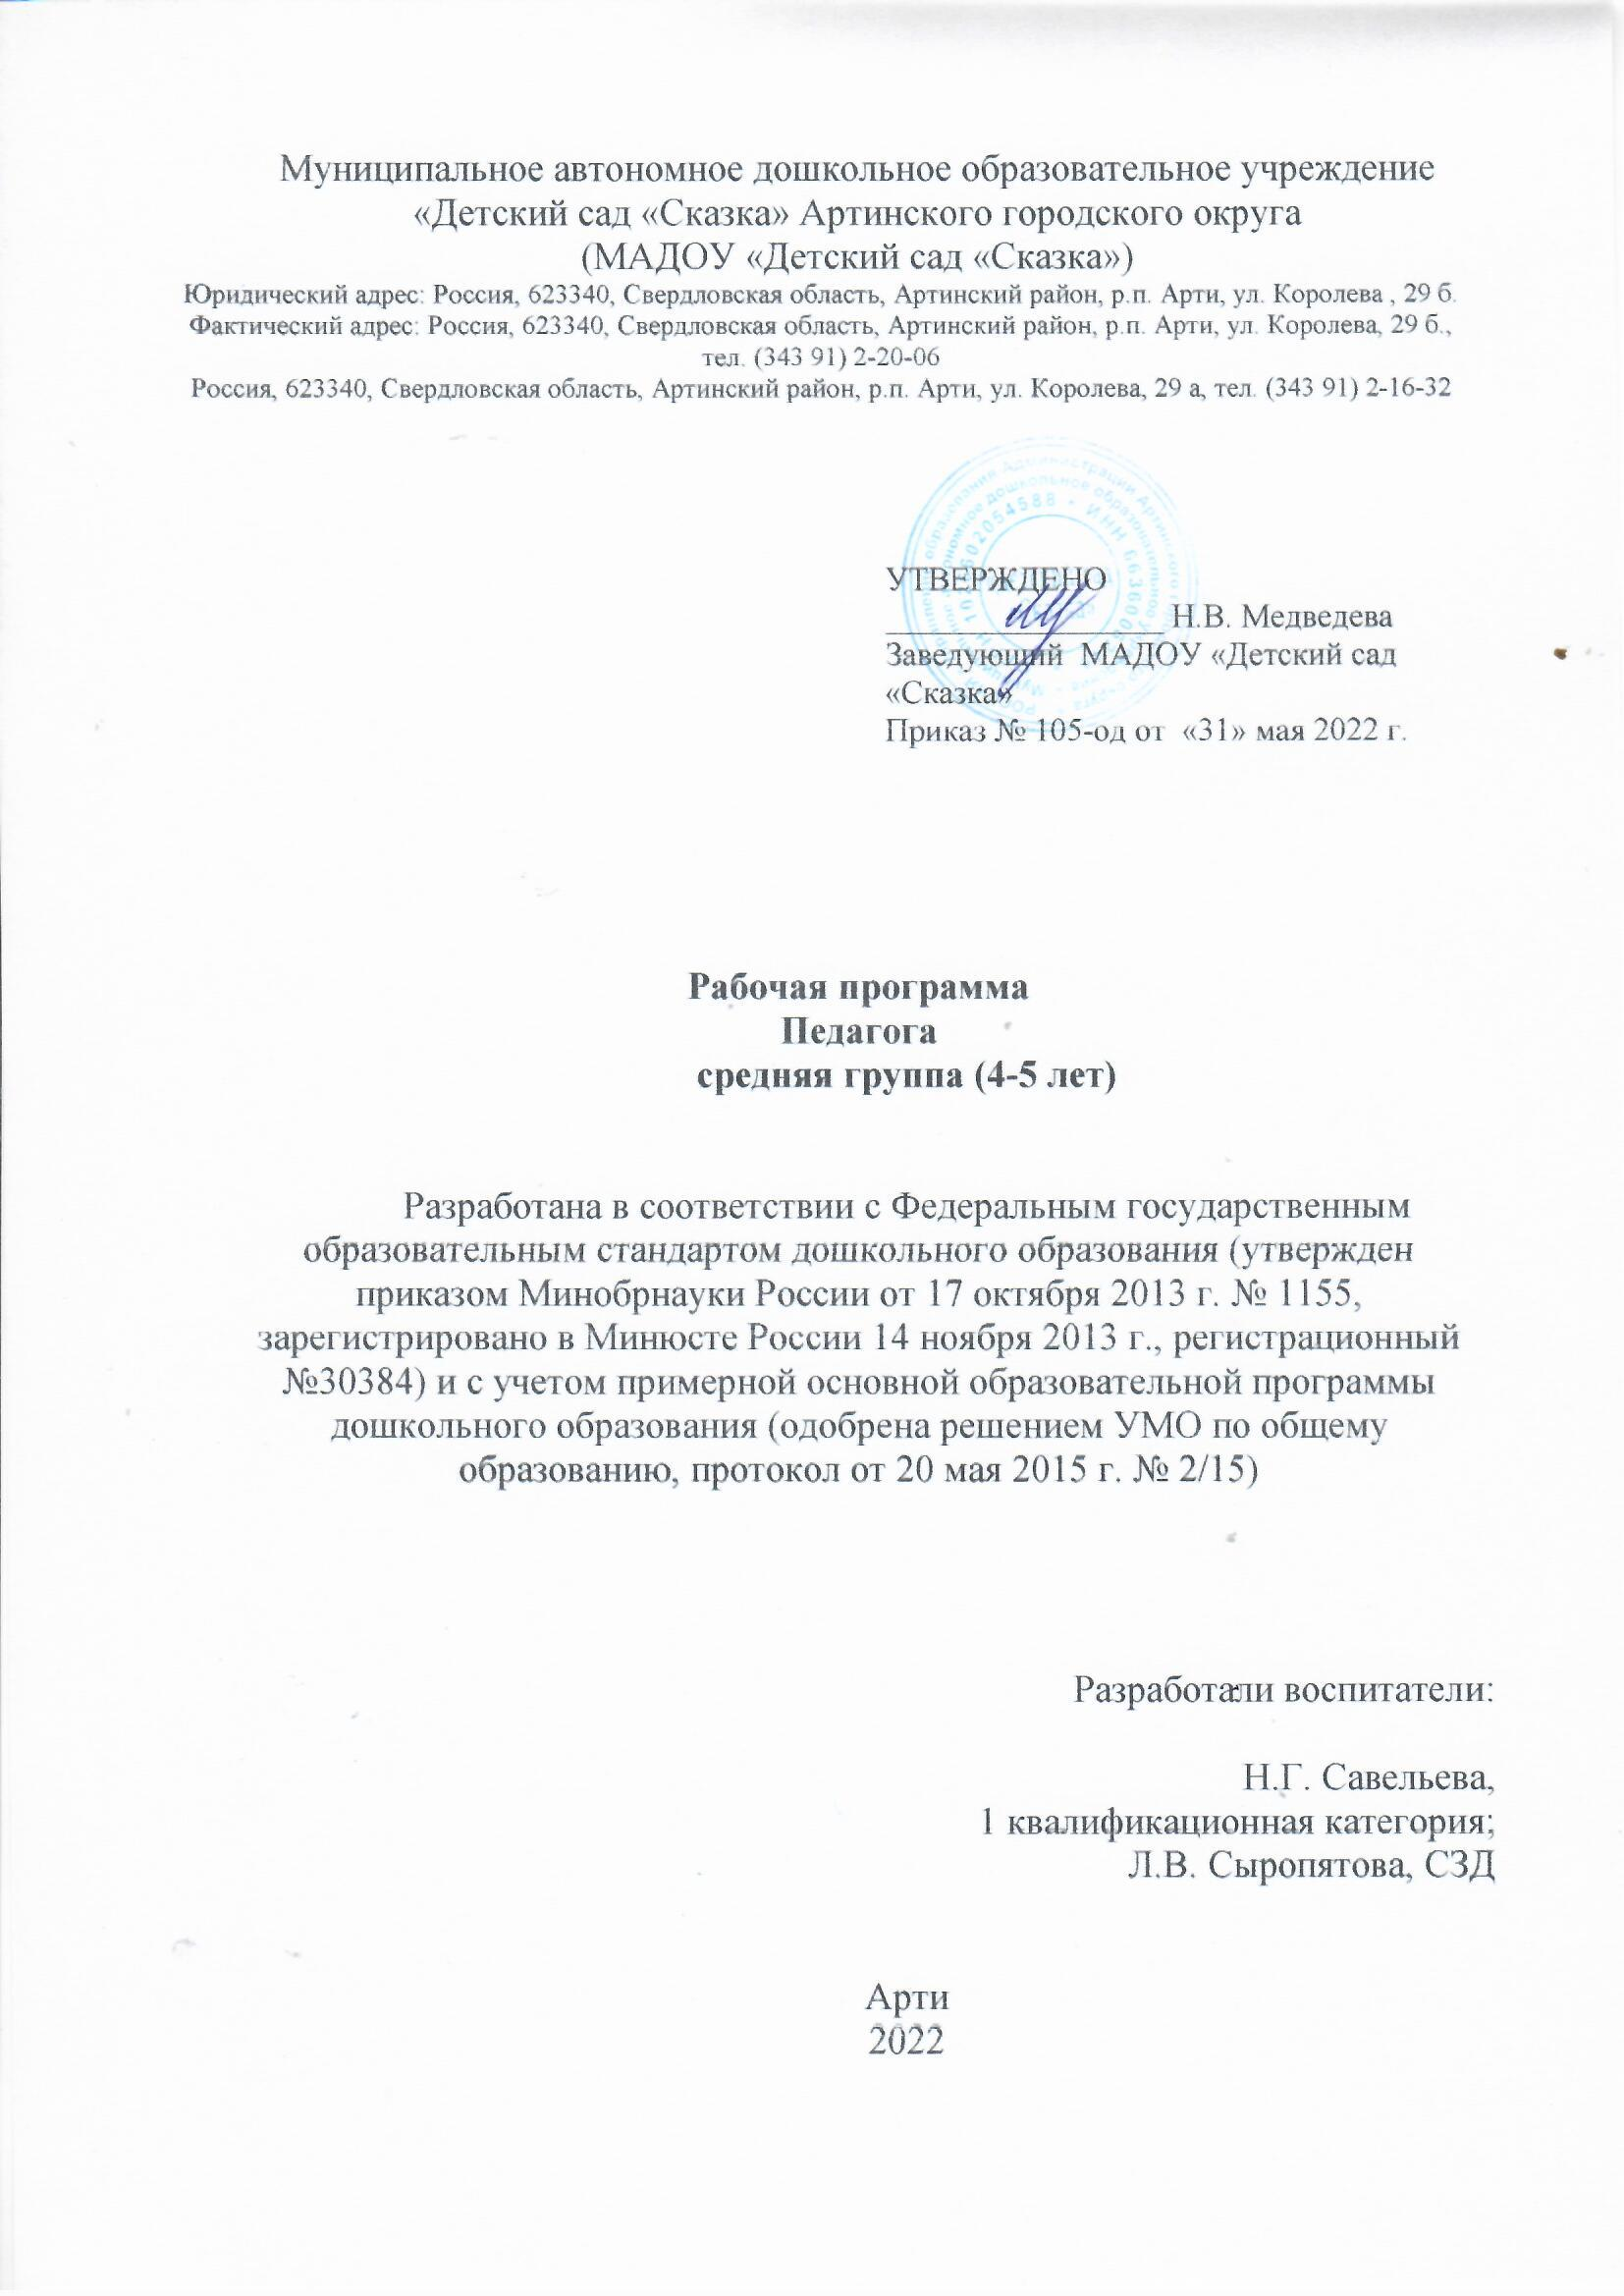 Муниципальное автономное дошкольное образовательное учреждение
«Детский сад «Сказка» Артинского городского округа
(МАДОУ «Детский сад «Сказка»)
Юридический адрес: Россия, 623340, Свердловская область, Артинский район, р.п. Арти, ул. Королева , 29 б.
Фактический адрес: Россия, 623340, Свердловская область, Артинский район, р.п. Арти, ул. Королева, 29 б.,
тел. (343 91) 2-20-06
Россия, 623340, Свердловская область, Артинский район, р.п. Арти, ул. Королева, 29 а, тел. (343 91) 2-16-32
УТВЕРЖДЕНО
Н.В. Медведева
Заведующий МАДОУ «Детский сад
«Сказка»
Приказ № 105-од от «31» мая 2022 г.
Рабочая программа
Педагога
средняя группа (4-5 лет)
Разработана в соответствии с Федеральным государственным
образовательным стандартом дошкольного образования (утвержден
приказом Минобрнауки России от 17 октября 2013 г. № 1155,
зарегистрировано в Минюсте России 14 ноября 2013 г., регистрационный
№30384) и с учетом примерной основной образовательной программы
дошкольного образования (одобрена решением УМО по общему
образованию, протокол от 20 мая 2015 г. № 2/15)
Разработали воспитатели:
Н.Г. Савельева,
1 квалификационная категория;
Л.В. Сыропятова, СЗД
Арти
2022